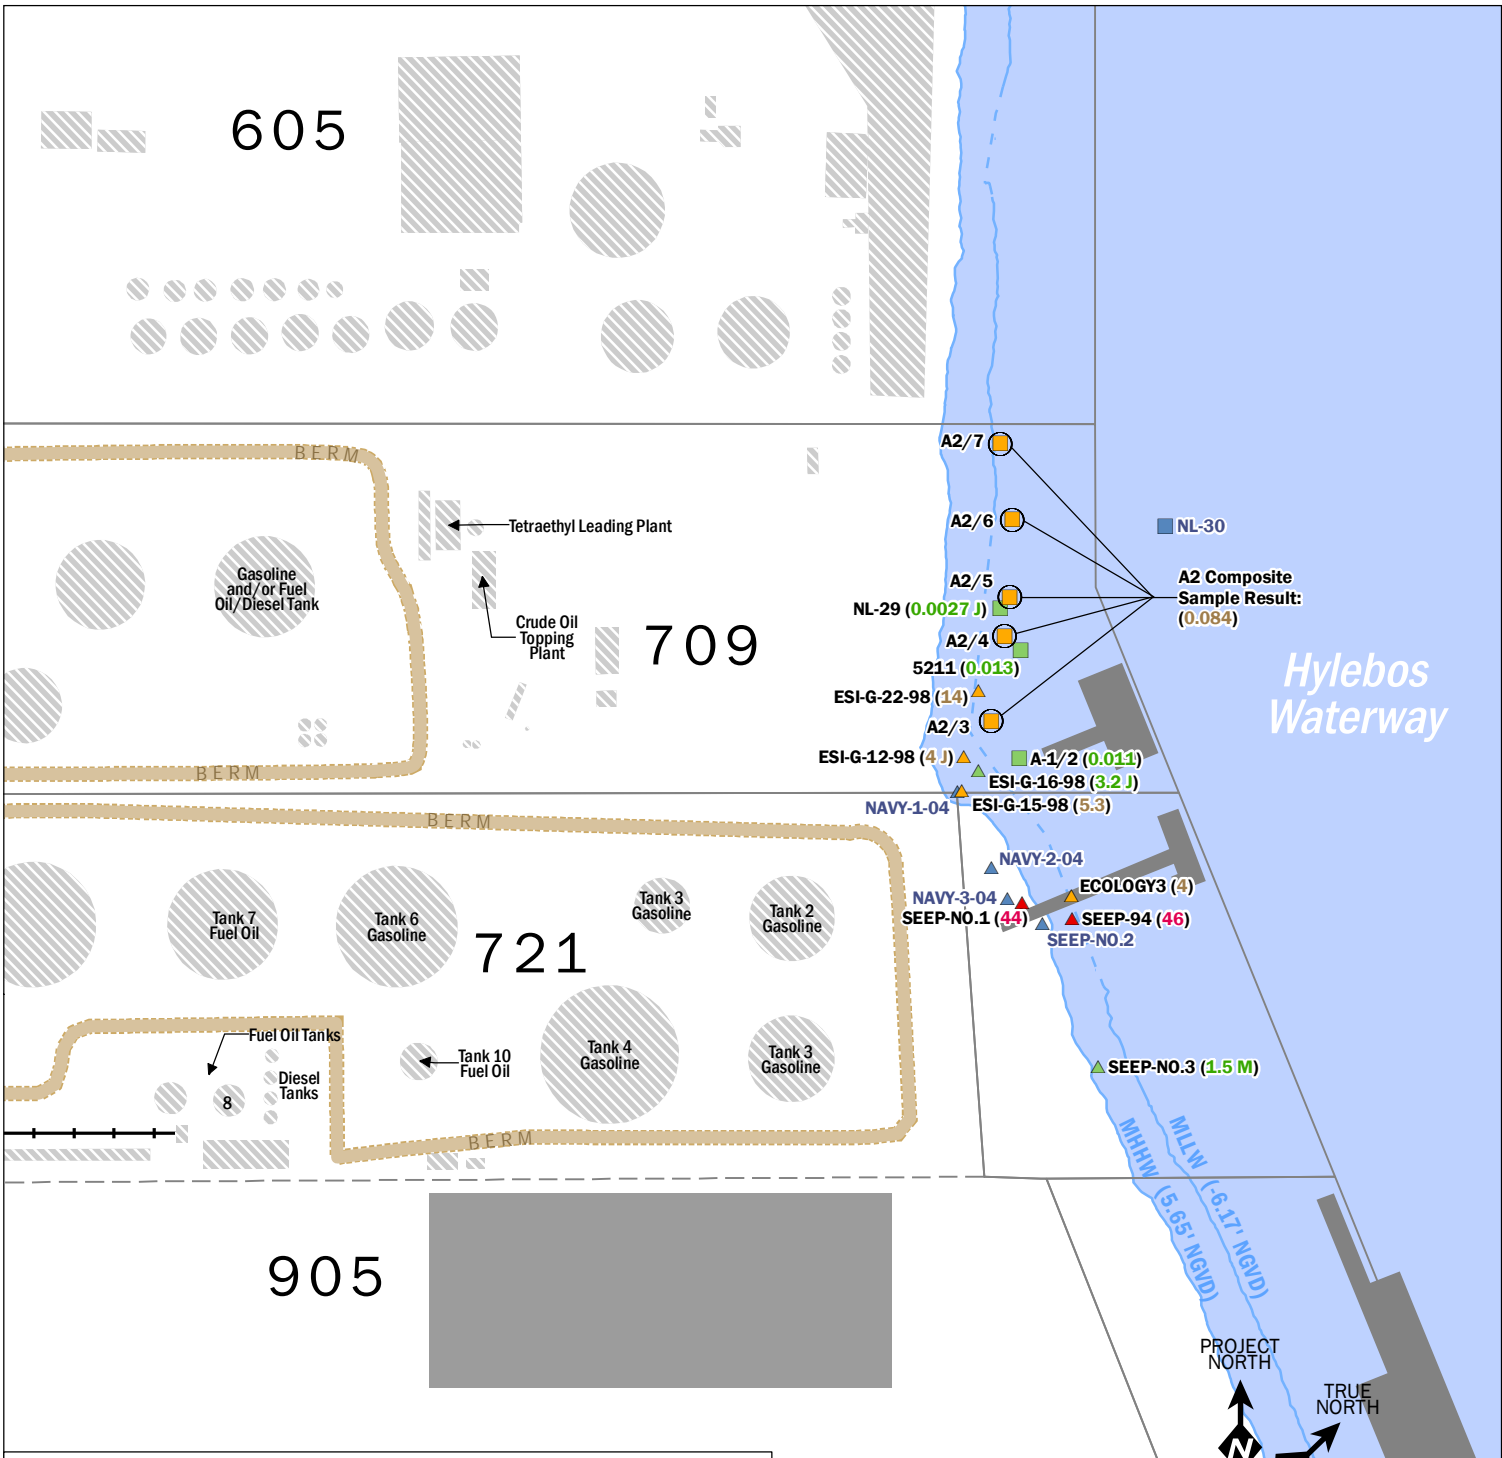 605
BERM
A2/7
A2/6
NL-30
Tetraethyl Leading Plant
Gasoline
and/or Fuel
Oil/Diesel Tank
A2/5
A2 Composite
Sample Result:
(0.084)
NL-29 (0.0027 J)
Crude Oil
Topping
Plant
709
A2/4
5211 (0.013)
Hylebos
Waterway
ESI-G-22-98 (14)
A2/3
ESI-G-12-98 (4 J)
A-1/2 (0.011)
BERM
ESI-G-16-98 (3.2 J)
NAVY-1-04
ESI-G-15-98 (5.3)
BERM
NAVY-2-04
ECOLOGY3 (4)
NAVY-3-04
SEEP-NO.1 (44)
SEEP-94 (46)
SEEP-NO.2
Tank 7
Fuel Oil
Tank 6
Gasoline
Tank 3
Gasoline
Tank 2
Gasoline
721
Fuel Oil Tanks
Tank 10
Fuel Oil
Tank 4
Gasoline
Tank 3
Gasoline
Diesel
Tanks
8
SEEP-NO.3 (1.5 M)
BERM
MHHW (5.65' NGVD)
MLLW (-6.17' NGVD)
905
PROJECT
NORTH
TRUE
NORTH
N